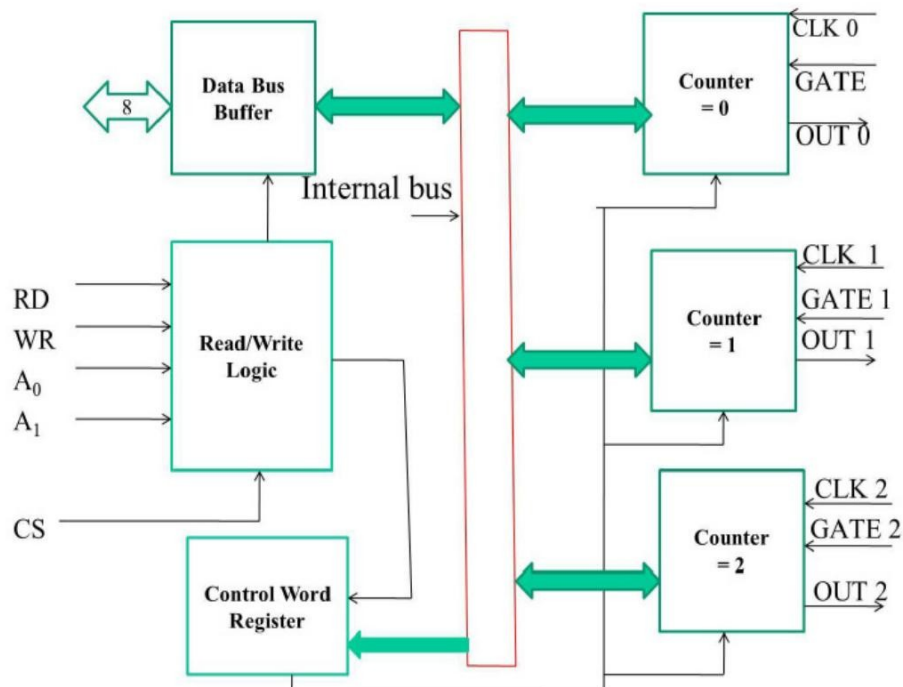 Data Bus
Buffer
8
Internal bus
RD
WR
A₀
A₁
CS
Read/Write
Logic
Control Word
Register
Counter
= 0
CLK 0
GATE
OUT 0
Counter
= 1
CLK 1
GATE 1
OUT 1
Counter
= 2
CLK 2
GATE 2
OUT 2